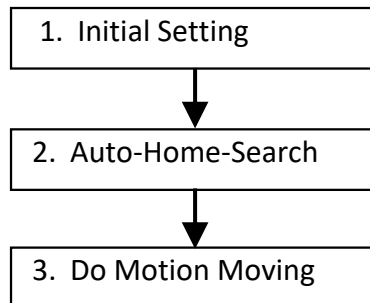 1. Initial Setting
2. Auto-Home-Search
3. Do Motion Moving